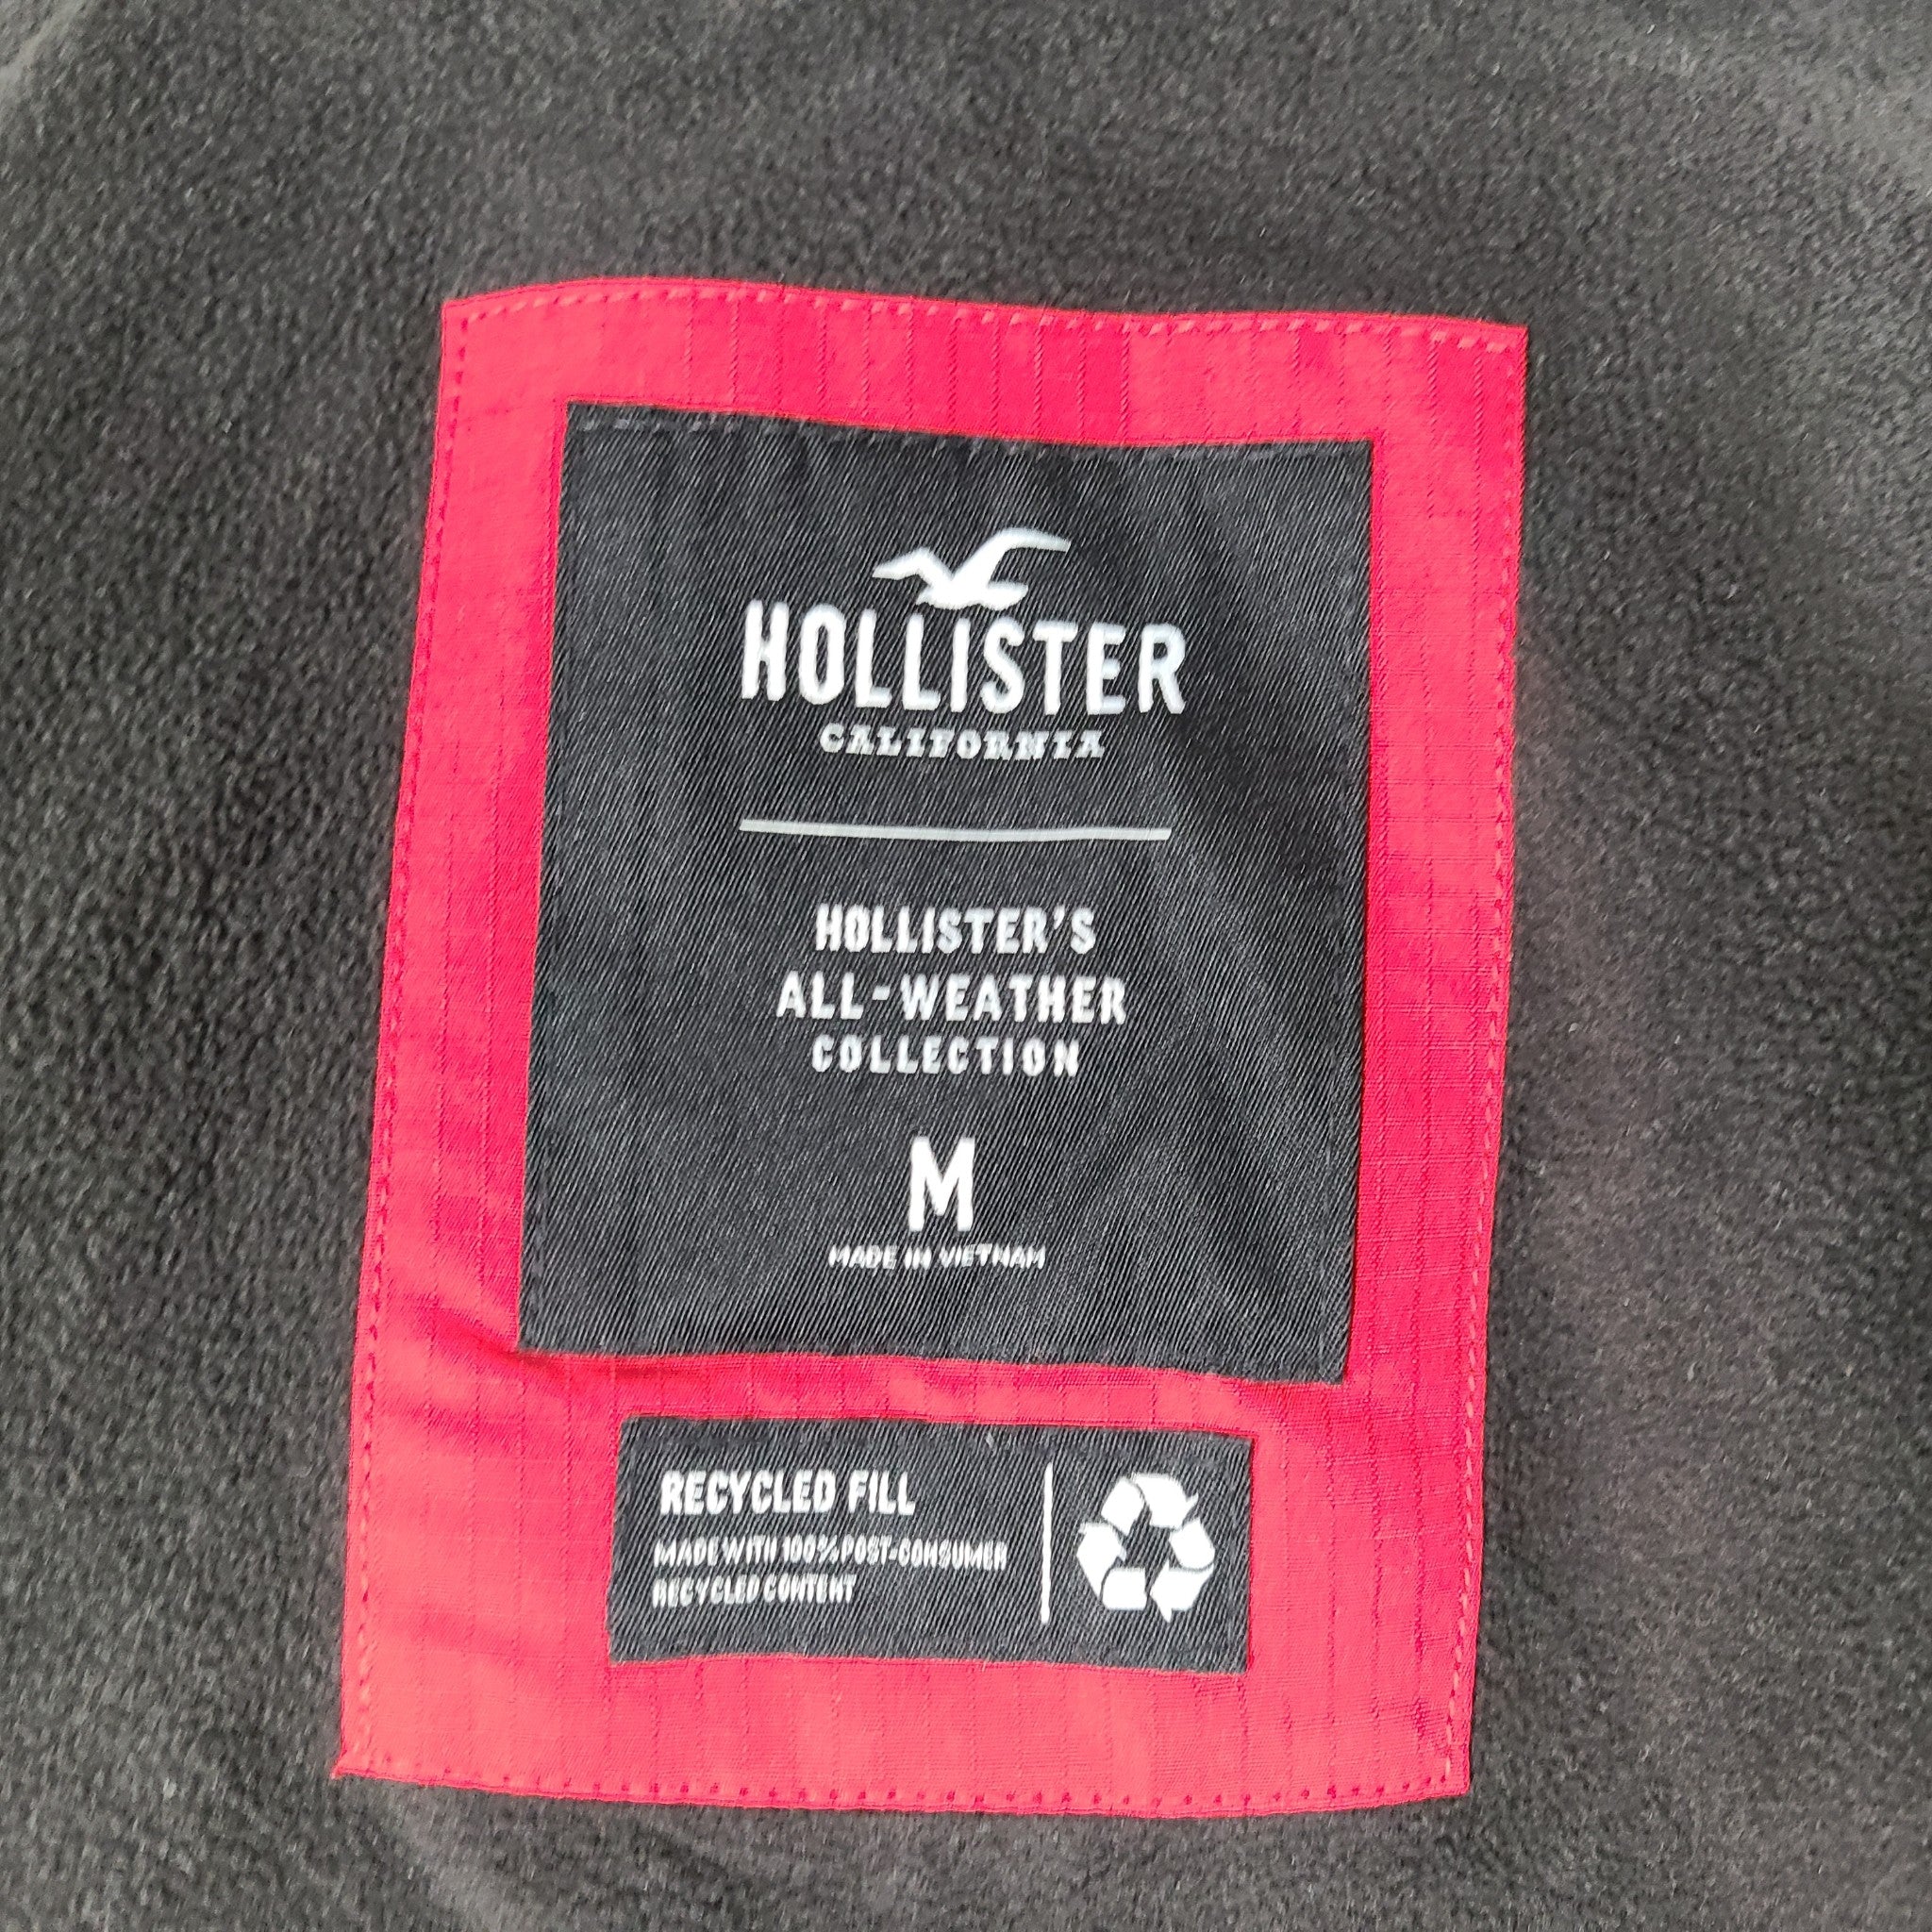 HOLLISTER
CALIFORNIA
HOLLISTER'S
ALL-WEATHER
COLLECTION
M
MADE IN VIETNAM
RECYCLED FILL
MADE WITH 100% POST-CONSUMER
RECYCLED CONTENT